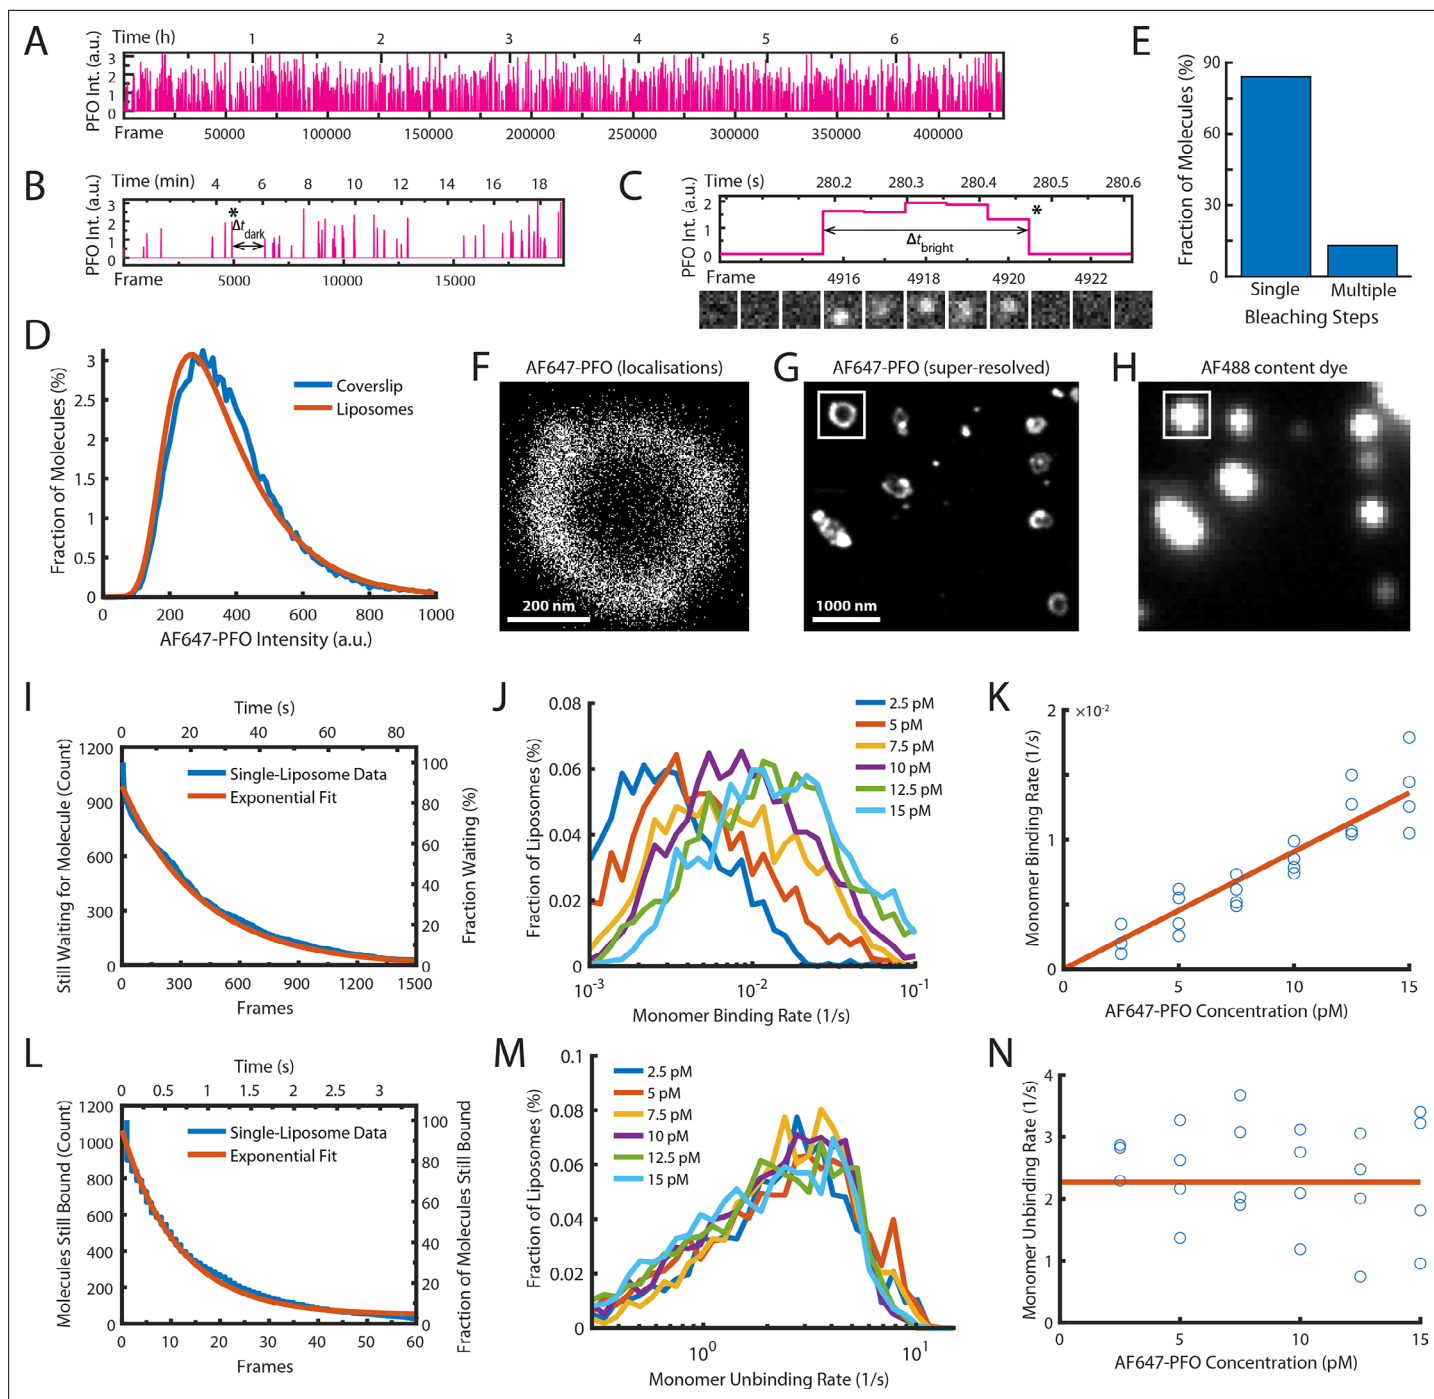 A
Time (h) 1 2 3 4 5 6
PFO Int. (a.u.)
3
2
1
0
Frame 50000 100000 150000 200000 250000 300000 350000 400000
B
Time (min) 4 6 8 10 12 14 16 18
PFO Int. (a.u.)
3
2
1
0
*
Δt dark
Frame 5000 15000
C
Time (s) 280.2 280.3 280.4 280.5 280.6
PFO Int. (a.u.)
2
1
0
*
Δt bright
Frame 4916 4918 4920 4922
E
Fraction of Molecules (%)
90
60
30
0
Single Multiple
Bleaching Steps
D
Fraction of Molecules (%)
3
2.5
2
1.5
1
0.5
0
Coverslip
Liposomes
0 200 400 600 800 1000
AF647-PFO Intensity (a.u.)
F
AF647-PFO (localisations)
200 nm
G
AF647-PFO (super-resolved)
1000 nm
H
AF488 content dye
I
Time (s)
0 20 40 60 80
Still Waiting for Molecule (Count)
1200
900
600
300
0
Single-Liposome Data
Exponential Fit
100
80
60
40
20
0
Fraction Waiting (%)
0 300 600 900 1200 1500
Frames
J
Fraction of Liposomes (%)
0.08
0.06
0.04
0.02
0
2.5 pM
5 pM
7.5 pM
10 pM
12.5 pM
15 pM
10-3 10-2 10-1
Monomer Binding Rate (1/s)
K
×10-2
Monomer Binding Rate (1/s)
2
1
0
0 5 10 15
AF647-PFO Concentration (pM)
L
Time (s)
0 0.5 1 1.5 2 2.5 3
Molecules Still Bound (Count)
1200
1000
800
600
400
200
0
Single-Liposome Data
Exponential Fit
100
80
60
40
20
0
Fraction of Molecules Still Bound
0 10 20 30 40 50 60
Frames
M
Fraction of Liposomes (%)
0.1
0.08
0.06
0.04
0.02
0
2.5 pM
5 pM
7.5 pM
10 pM
12.5 pM
15 pM
100 101
Monomer Unbinding Rate (1/s)
N
Monomer Unbinding Rate (1/s)
4
3
2
1
0
0 5 10 15
AF647-PFO Concentration (pM)